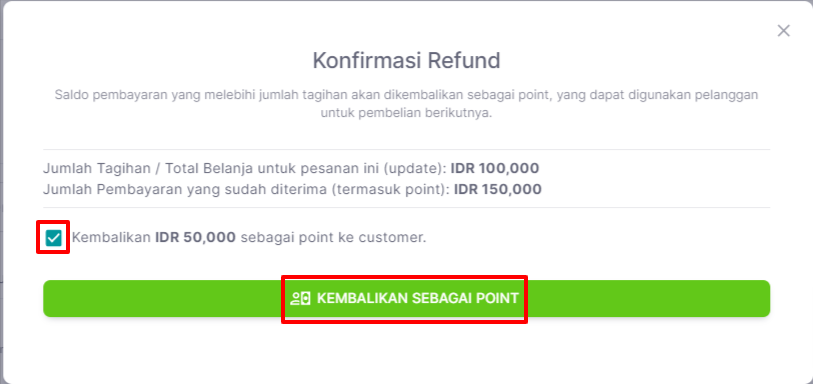 Konfirmasi Refund
Saldo pembayaran yang melebihi jumlah tagihan akan dikembalikan sebagai point, yang dapat digunakan pelanggan
untuk pembelian berikutnya.
Jumlah Tagihan / Total Belanja untuk pesanan ini (update): IDR 100,000
Jumlah Pembayaran yang sudah diterima (termasuk point): IDR 150,000
Kembalikan IDR 50,000 sebagai point ke customer.
KEMBALIKAN SEBAGAI POINT